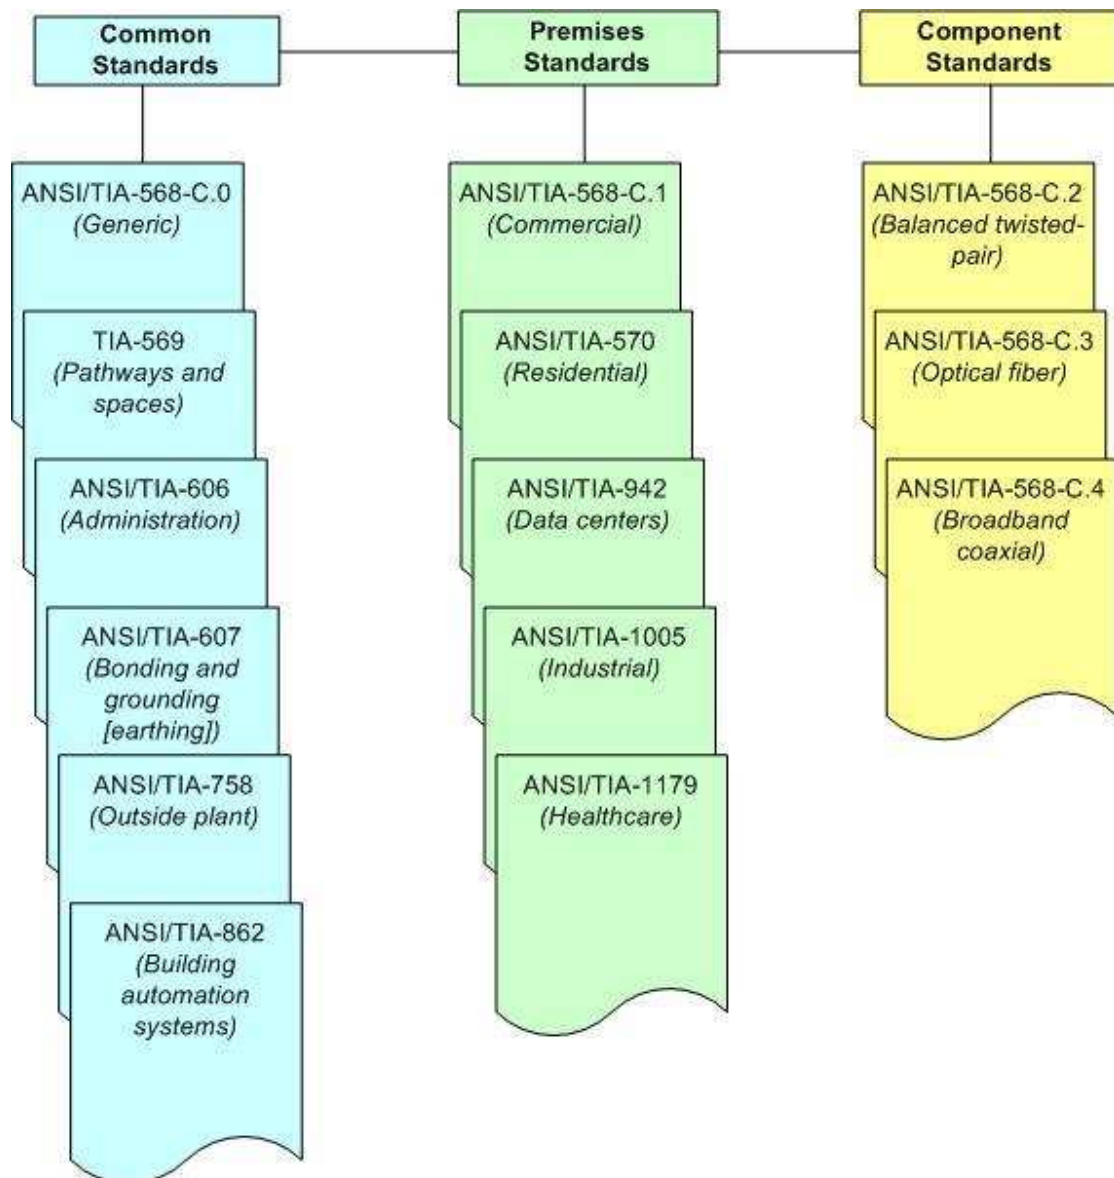 Common
Standards
Premises
Standards
Component
Standards
ANSI/TIA-568-C.0
(Generic)
TIA-569
(Pathways and
spaces)
ANSI/TIA-606
(Administration)
ANSI/TIA-607
(Bonding and
grounding
[earthing])
ANSI/TIA-758
(Outside plant)
ANSI/TIA-862
(Building
automation
systems)
ANSI/TIA-568-C.1
(Commercial)
ANSI/TIA-570
(Residential)
ANSI/TIA-942
(Data centers)
ANSI/TIA-1005
(Industrial)
ANSI/TIA-1179
(Healthcare)
ANSI/TIA-568-C.2
(Balanced twisted-
pair)
ANSI/TIA-568-C.3
(Optical fiber)
ANSI/TIA-568-C.4
(Broadband
coaxial)